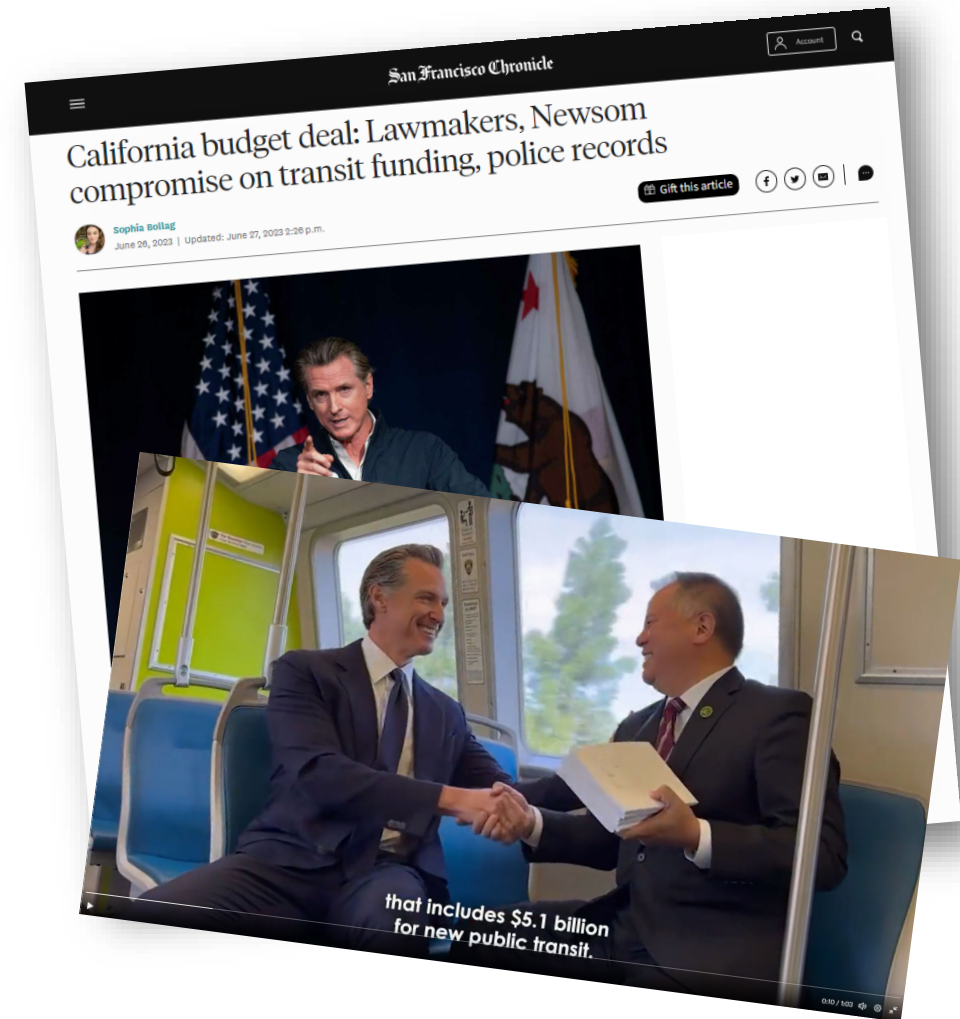 San Francisco Chronicle
Account
California budget deal: Lawmakers, Newsom
compromise on transit funding, police records
Gift this article
Sophia Bollag
June 26, 2023 | Updated: June 27, 2023 2:26 p.m.
that includes $5.1 billion
for new public transit.
0:10 / 1:03